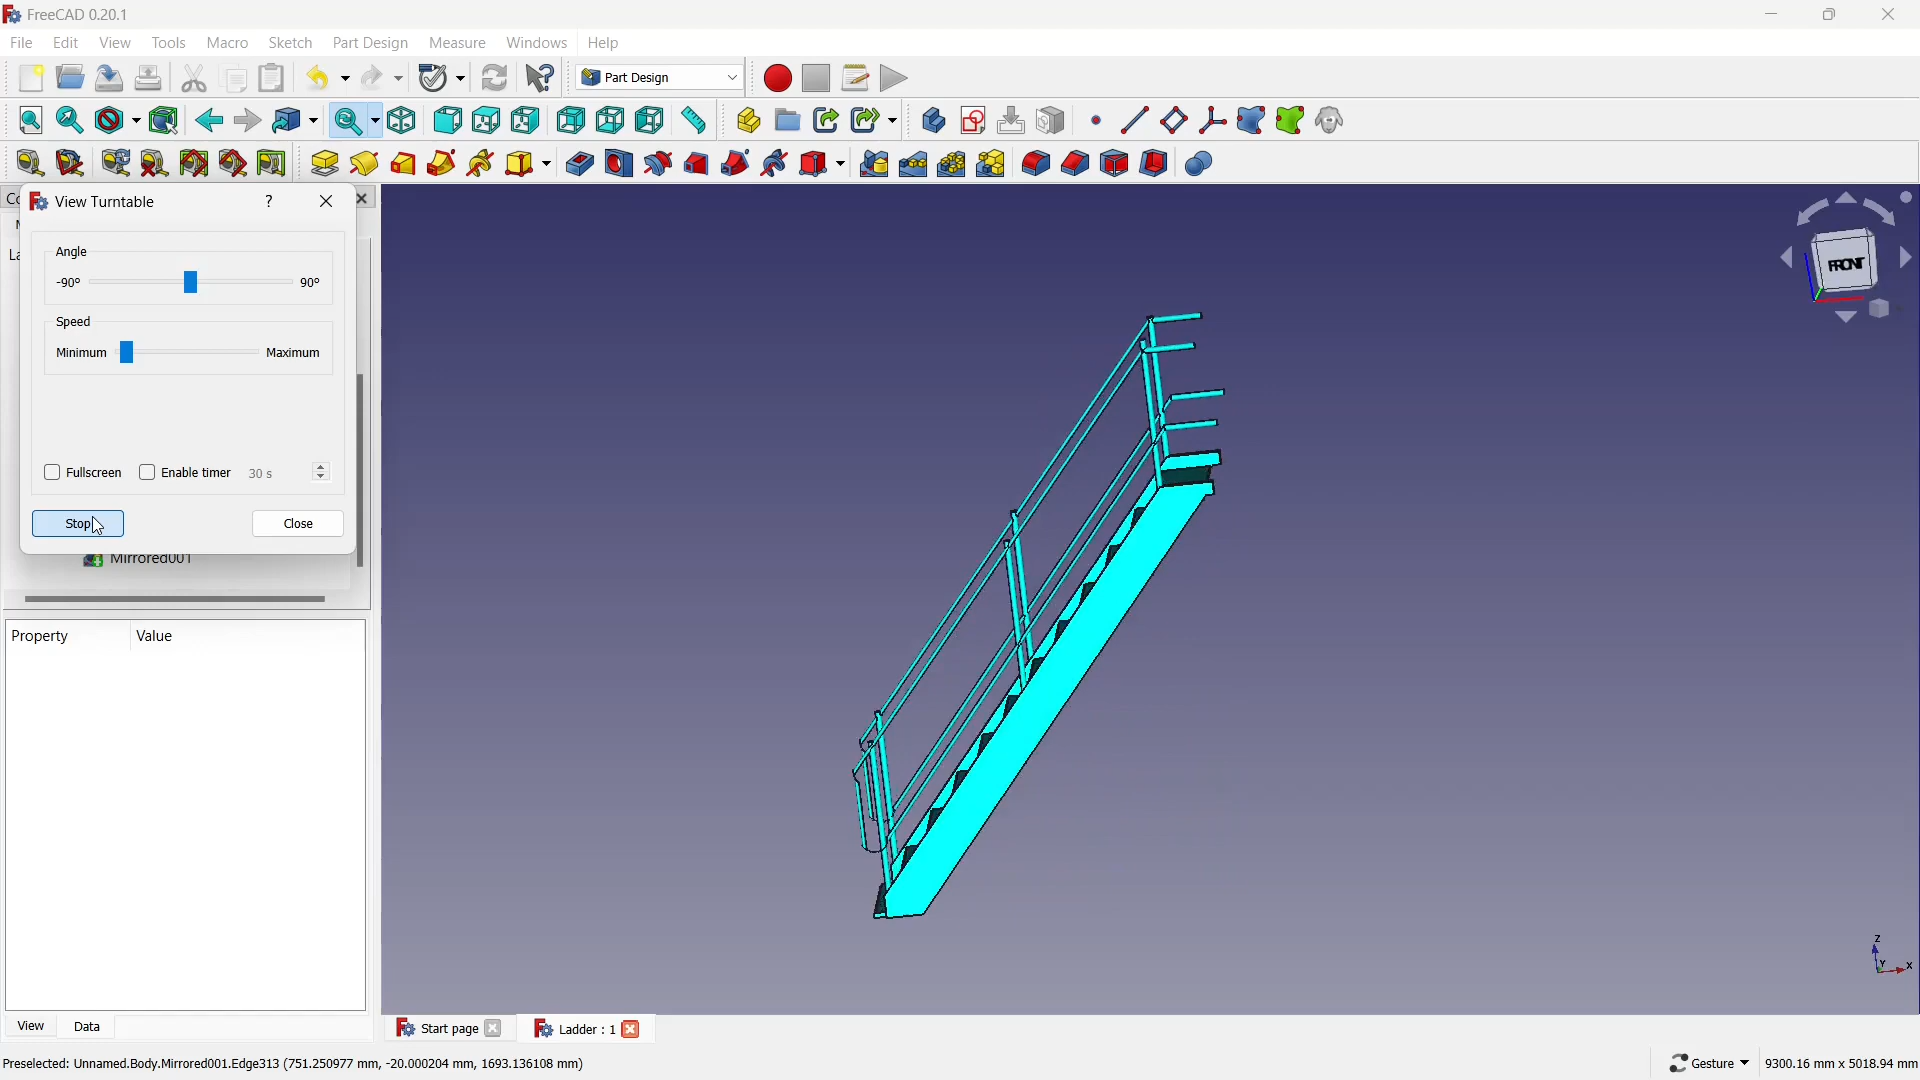 FreeCAD 0.20.1
File Edit View Tools Macro Sketch Part Design Measure Windows Help
Part Design
Co
View Turntable ?
Angle
-90° 90°
Speed
Minimum Maximum
Fullscreen Enable timer 30 s
Stop Close
Mirrored001
Property Value
View Data
FRONT
Z
Y X
Start page Ladder : 1
Preselected: Unnamed.Body.Mirrored001.Edge313 (751.250977 mm, -20.000204 mm, 1693.136108 mm)
Gesture 9300.16 mm x 5018.94 mm